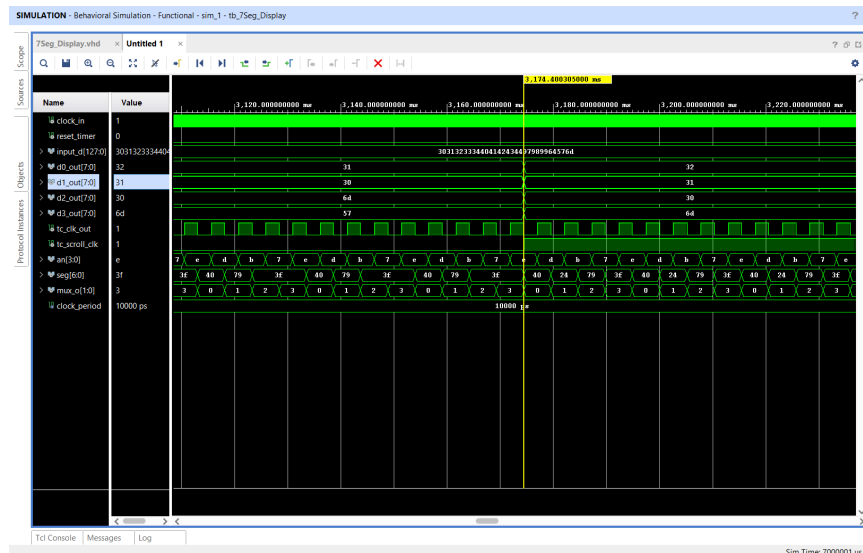 SIMULATION - Behavioral Simulation - Functional - sim_1 - tb_7Seg_Display ?
7Seg_Display.vhd × Untitled 1 ×
Scope
Sources
Objects
Protocol Instances
3,174.400305000 ms
Name Value
3,120.000000000 ms 3,140.000000000 ms 3,160.000000000 ms 3,180.000000000 ms 3,200.000000000 ms 3,220.000000000 ms
clock_in 1
reset_timer 0
input_d[127:0] 3031323334404
d0_out[7:0] 32 31 32
d1_out[7:0] 31 30 31
d2_out[7:0] 30 6d 30
d3_out[7:0] 6d 57 6d
tc_clk_out 1
tc_scroll_clk 1
an[3:0] e 7 e d b 7 e d b 7 e d b 7 e d b 7 e d b 7 e d b 7 e
seg[6:0] 3f 3f 40 79 3f 40 79 3f 40 79 3f 40 24 79 3f 40 24 79 3f 40 24 79 3f
mux_o[1:0] 3 3 0 1 2 3 0 1 2 3 0 1 2 3 0 1 2 3 0 1 2 3 0 1 2 3
clock_period 10000 ps 10000 ps
Tcl Console Messages Log
Sim Time: 7000001 us